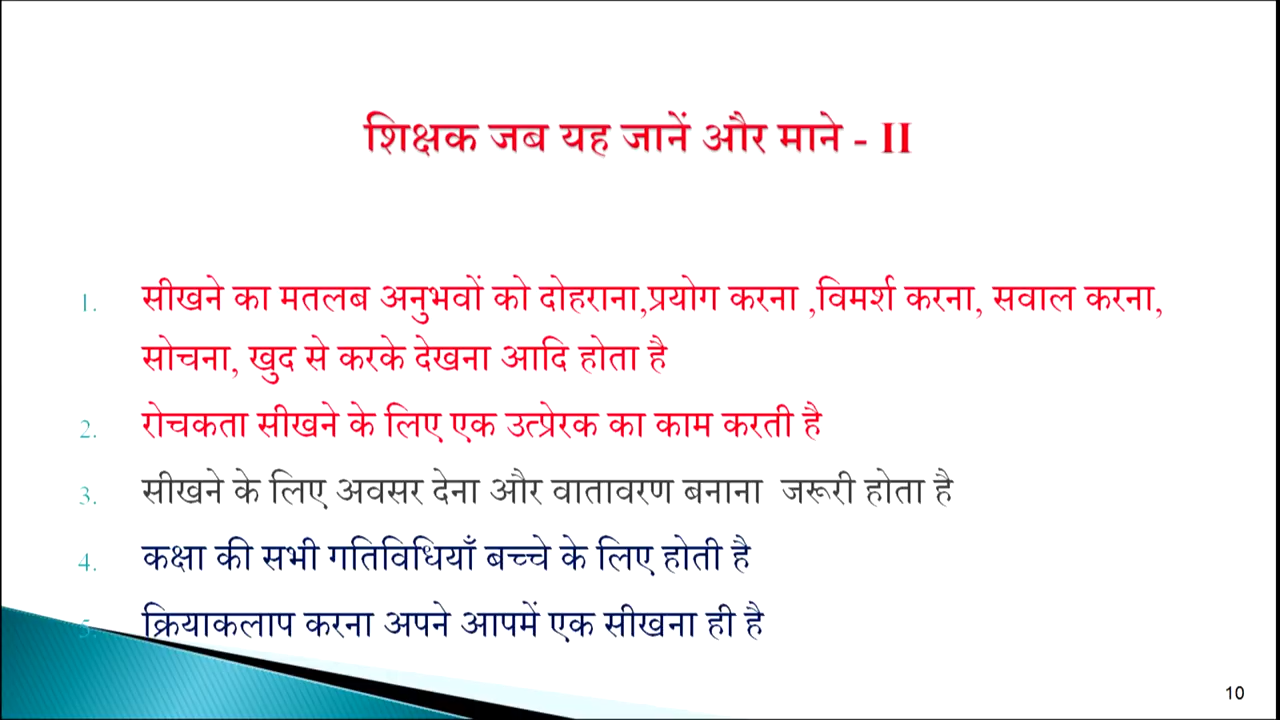 शिक्षक जब यह जानें और माने - II
1. सीखने का मतलब अनुभवों को दोहराना,प्रयोग करना ,विमर्श करना, सवाल करना,
सोचना, खुद से करके देखना आदि होता है
2. रोचकता सीखने के लिए एक उत्प्रेरक का काम करती है
3. सीखने के लिए अवसर देना और वातावरण बनाना जरूरी होता है
4. कक्षा की सभी गतिविधियाँ बच्चे के लिए होती है
5. क्रियाकलाप करना अपने आपमें एक सीखना ही है
10